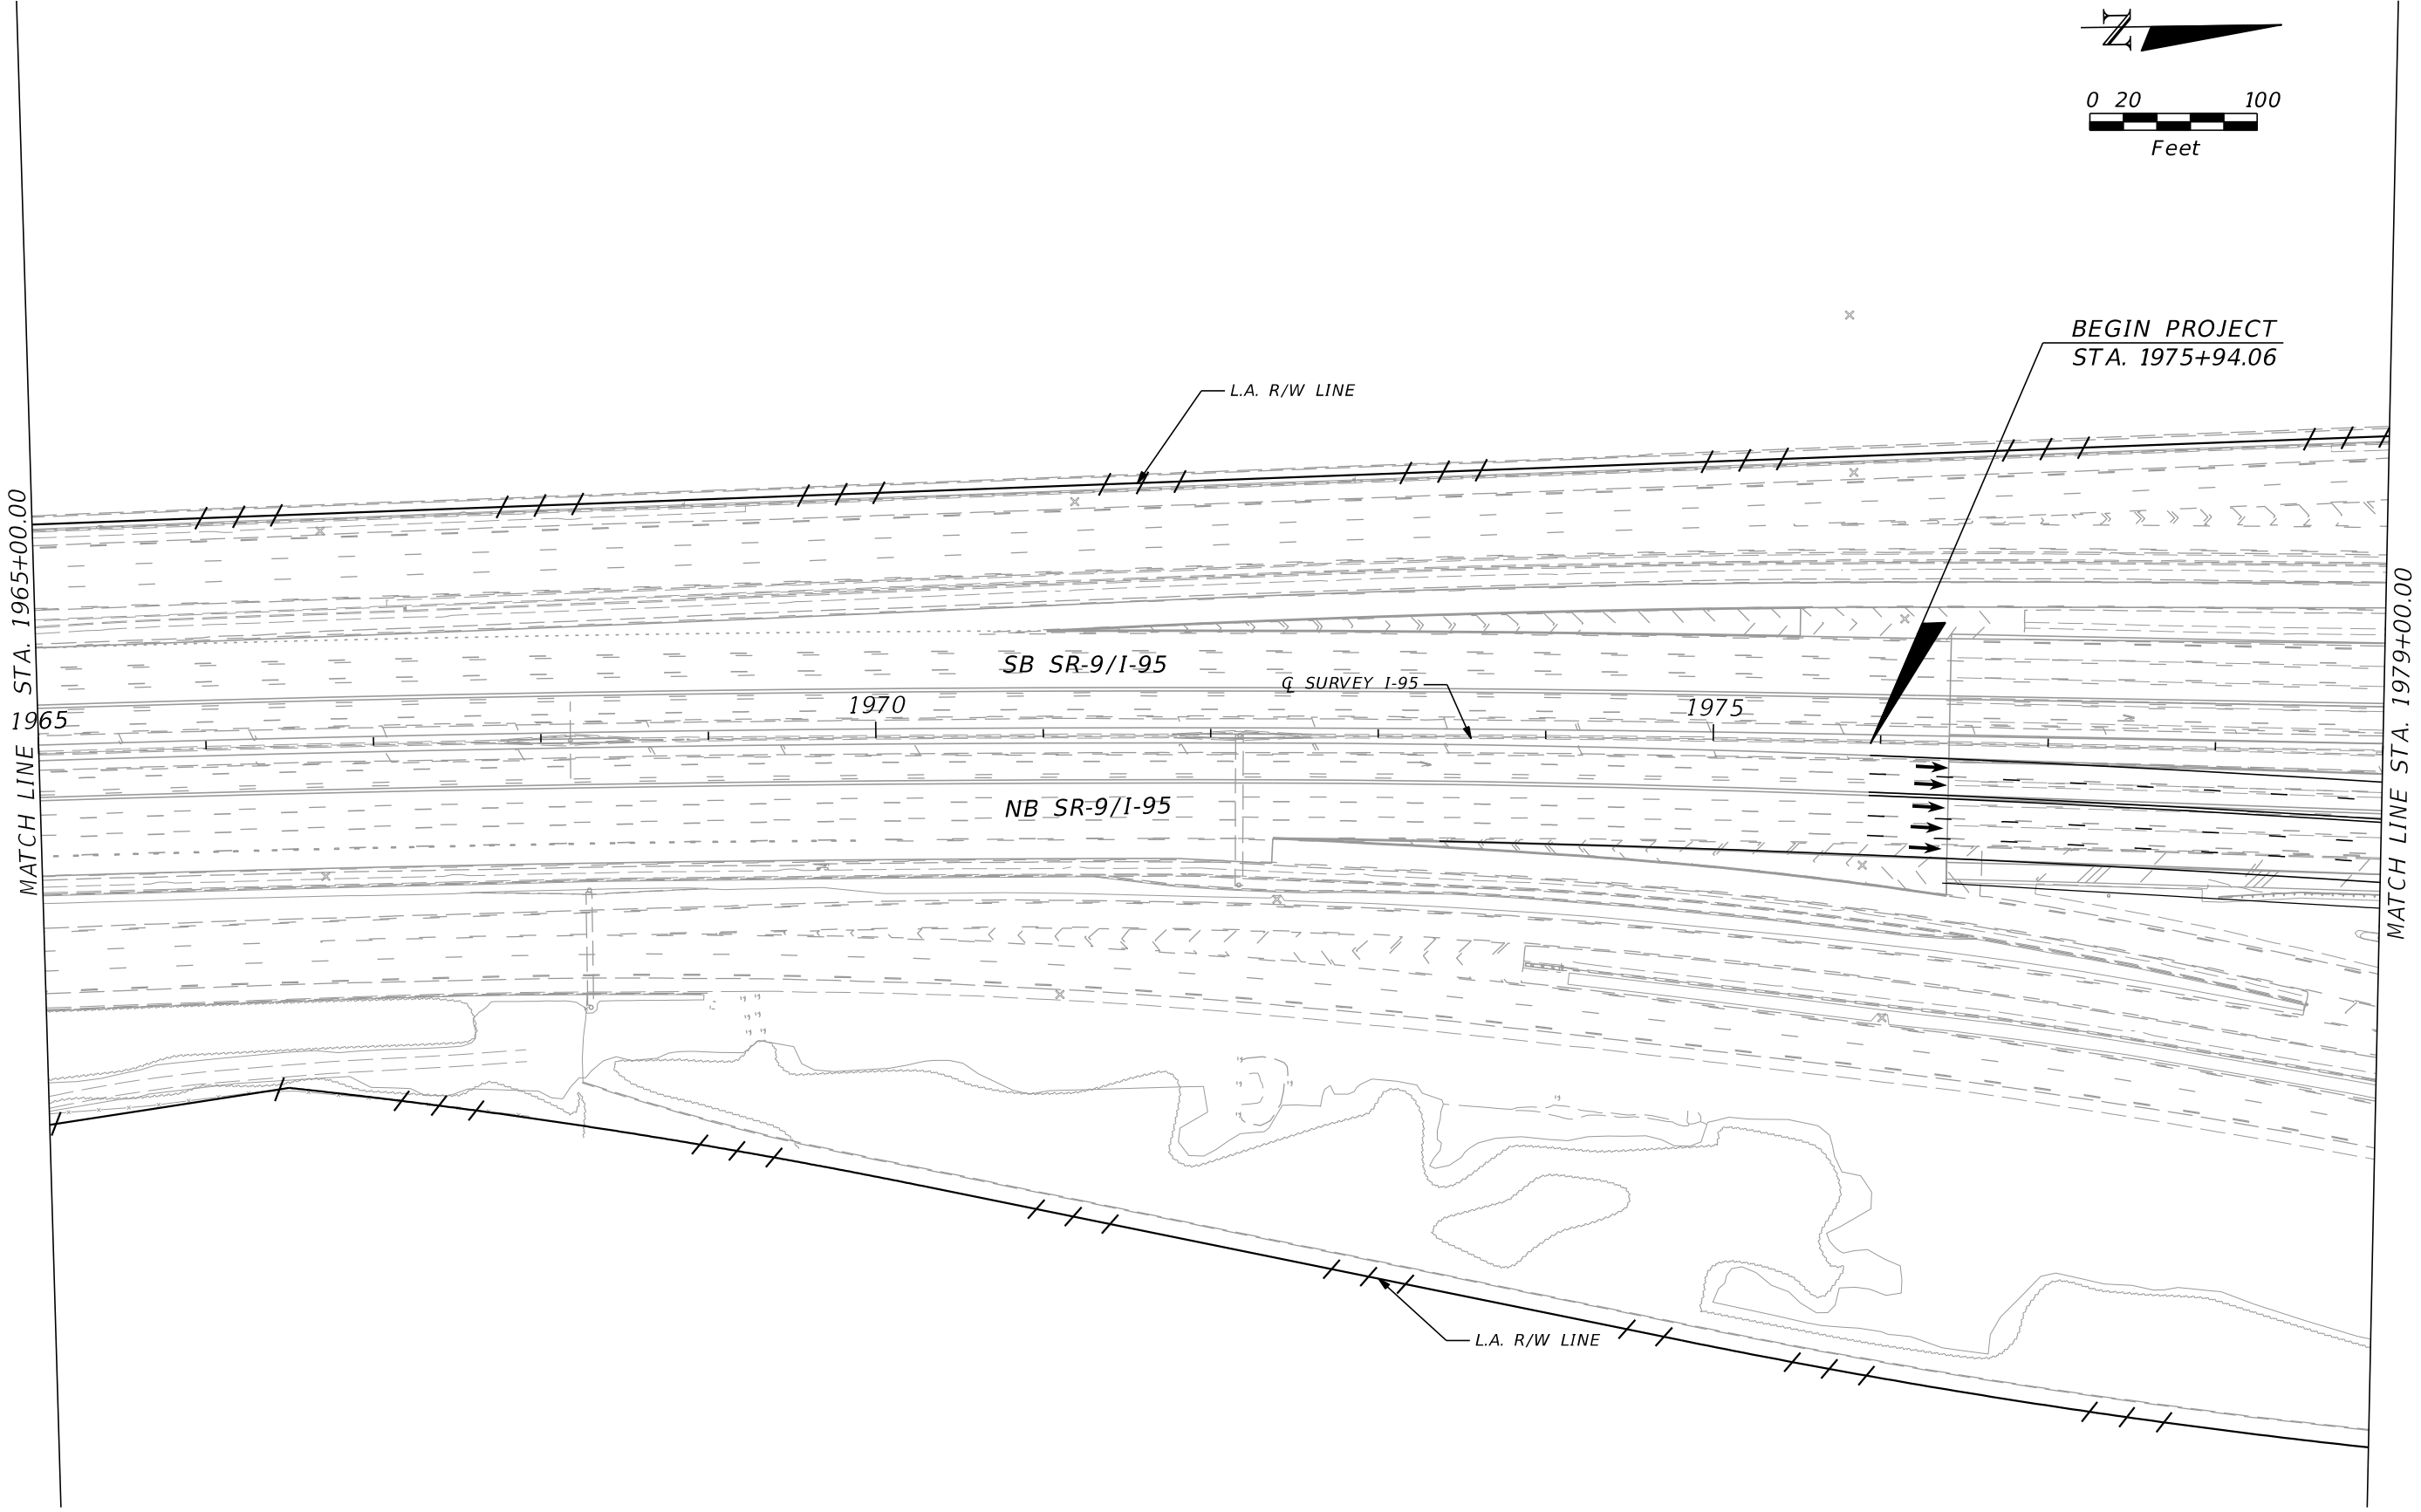 N
0 20 100
Feet
BEGIN PROJECT
STA. 1975+94.06
L.A. R/W LINE
MATCH LINE STA. 1965+00.00
MATCH LINE STA. 1979+00.00
SB SR-9/I-95
℄ SURVEY I-95
1965
1970
1975
NB SR-9/I-95
L.A. R/W LINE